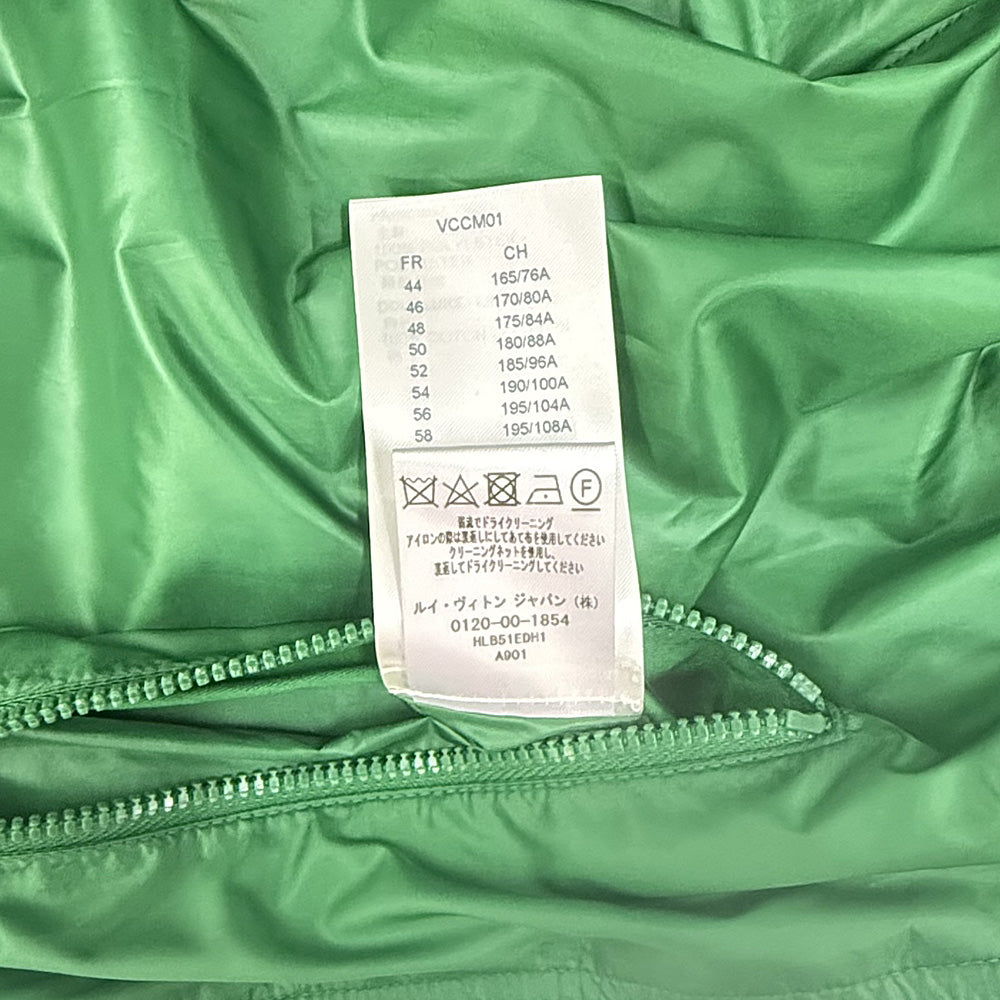 VCCM01
FR CH
44 165/76A
46 170/80A
48 175/84A
50 180/88A
52 185/96A
54 190/100A
56 195/104A
58 195/108A
F
弱流でドライクリーニング
アイロンの際は裏返しにしてあて布を使用してください
クリーニングネットを使用し、
裏返してドライクリーニングしてください
ルイ・ヴィトン ジャパン (株)
0120-00-1854
HLB51EDH1
A901